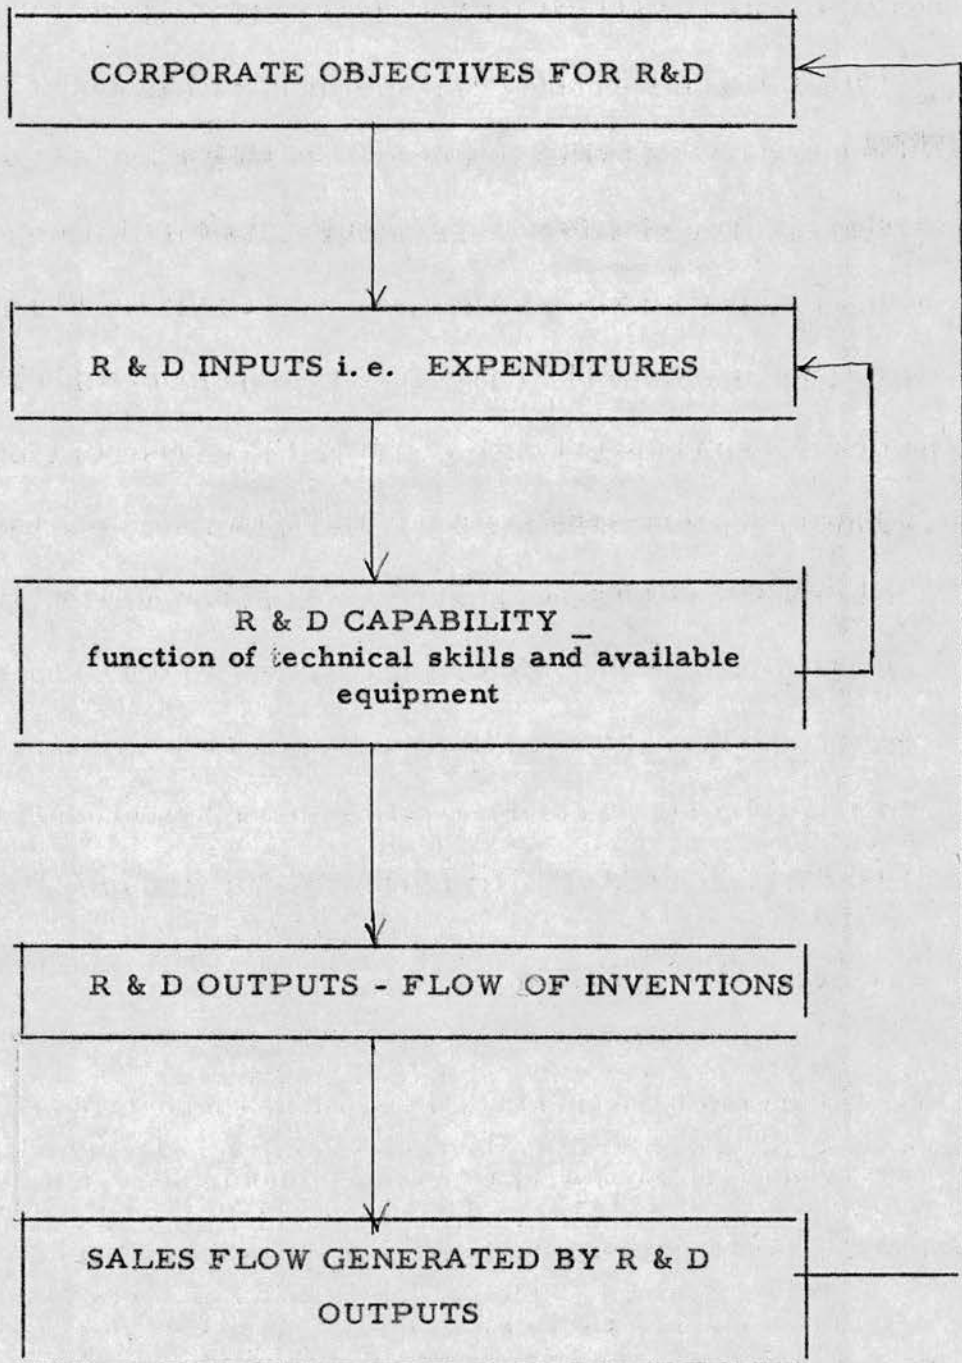 CORPORATE OBJECTIVES FOR R&D
R & D INPUTS i. e. EXPENDITURES
R & D CAPABILITY _
function of technical skills and available
equipment
R & D OUTPUTS - FLOW OF INVENTIONS
SALES FLOW GENERATED BY R & D
OUTPUTS